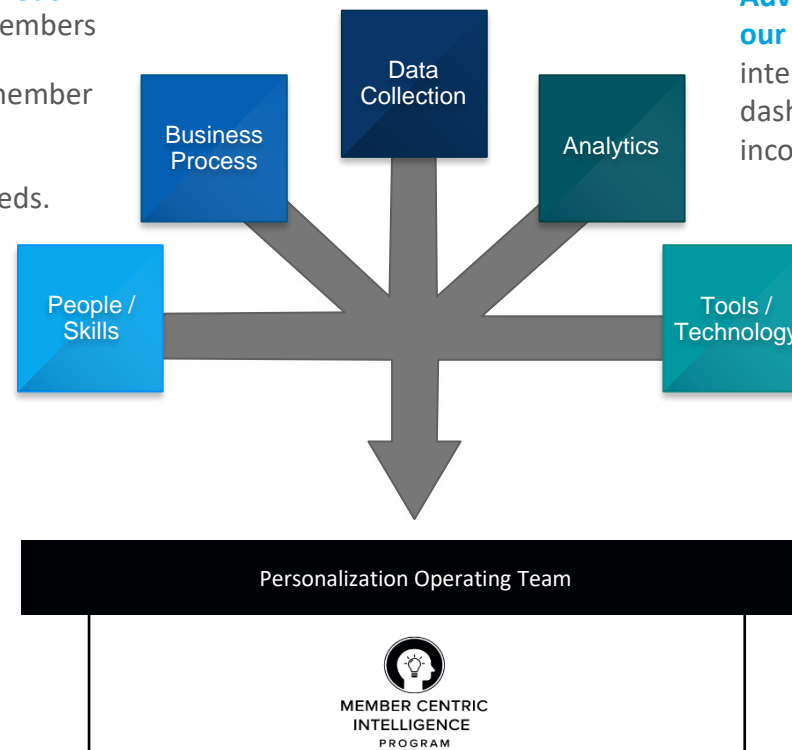 embers
member
eds.
our
inte
dash
inco
Data
Collection
Business
Process
Analytics
People /
Skills
Tools /
Technology
Personalization Operating Team
MEMBER CENTRIC
INTELLIGENCE
PROGRAM